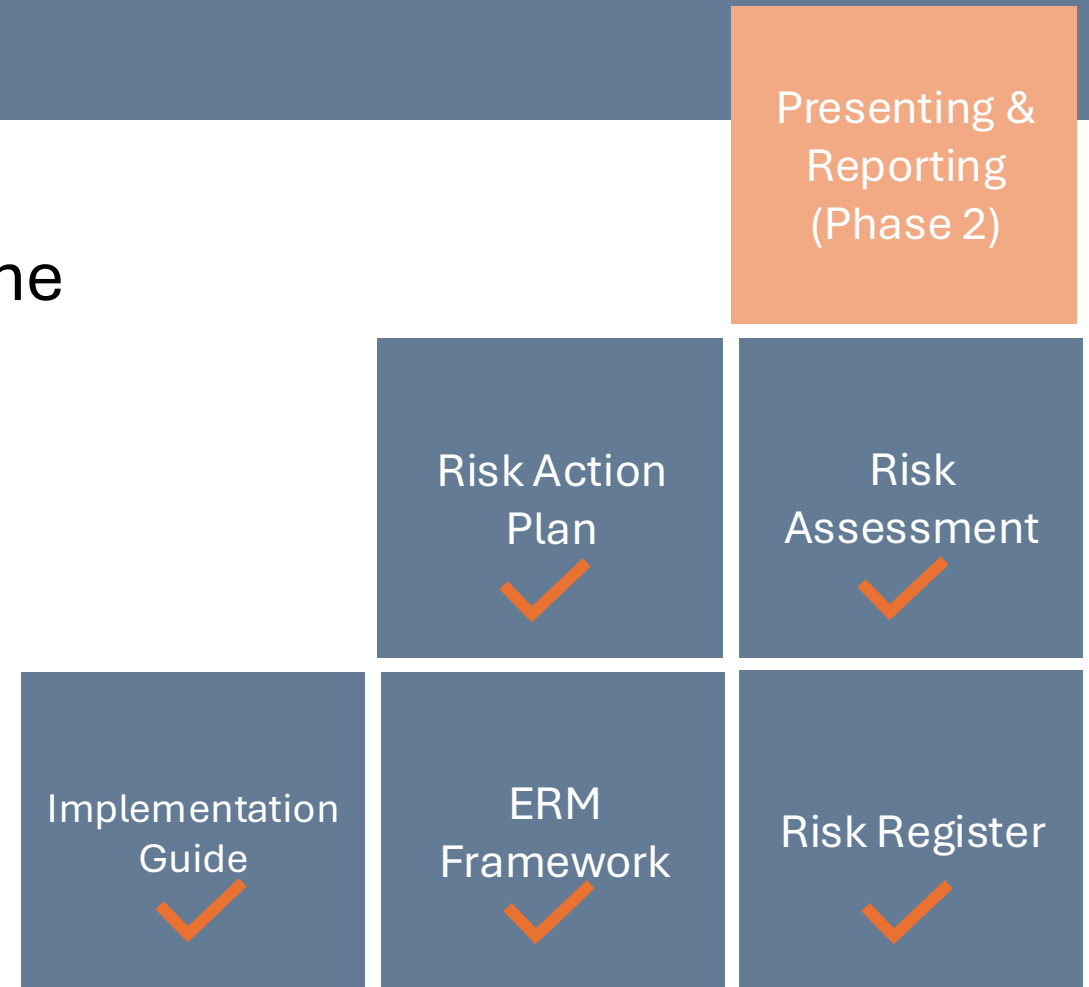 Presenting &
Reporting
(Phase 2)
ne
Risk Action
Plan
Risk
Assessment
Implementation
Guide
ERM
Framework
Risk Register